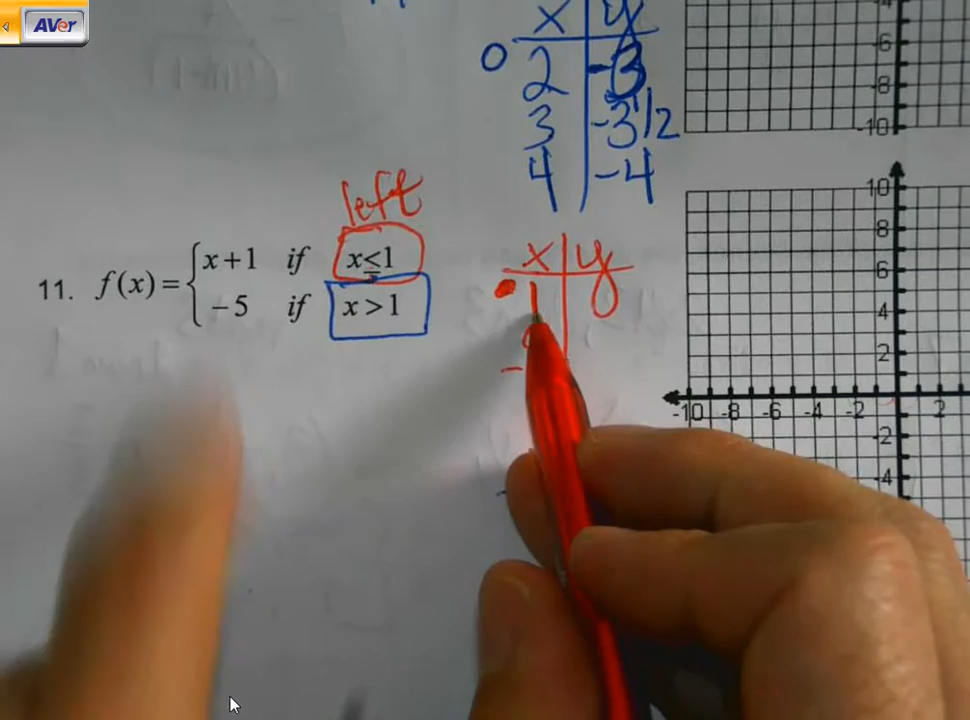 AVer
x y
0 2 -3
3 -3 1/2
4 -4
left
11. f(x) = { x+1 if x≤1
-5 if x>1
x y
1
10
8
6
4
2
-10 -8 -6 -4 -2 2
-2
-4
-6
-8
-10